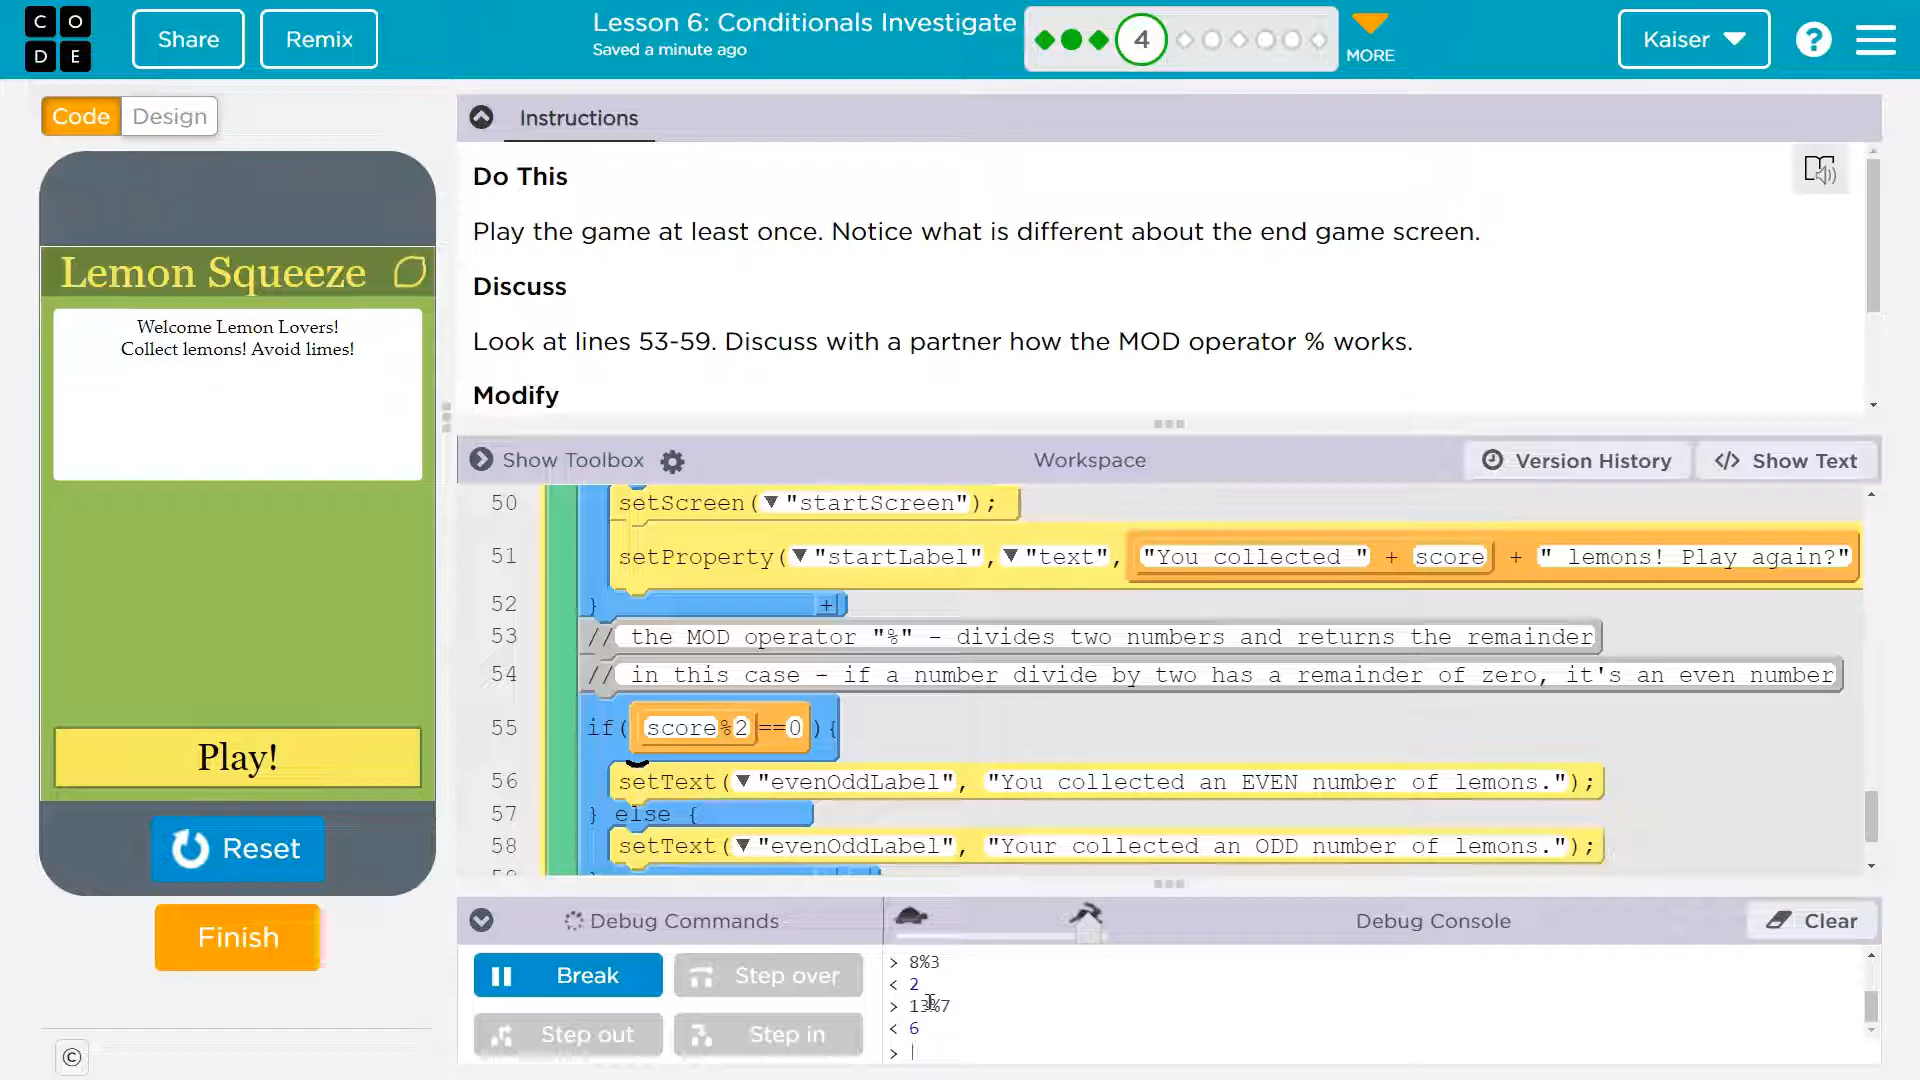 CODE
Share
Remix
Lesson 6: Conditionals Investigate
Saved a minute ago
4
MORE
Kaiser
?
Code
Design
Instructions
Do This
Play the game at least once. Notice what is different about the end game screen.
Discuss
Look at lines 53-59. Discuss with a partner how the MOD operator % works.
Modify
Lemon Squeeze
Welcome Lemon Lovers!
Collect lemons! Avoid limes!
Play!
Reset
Finish
©
Show Toolbox
Workspace
Version History
</> Show Text
50 setScreen(▼ "startScreen");
51 setProperty(▼ "startLabel", ▼ "text", "You collected " + score + " lemons! Play again?"
52 } +
53 // the MOD operator "%" - divides two numbers and returns the remainder
54 // in this case - if a number divide by two has a remainder of zero, it's an even number
55 if( score%2 ==0 ){
56 setText(▼ "evenOddLabel", "You collected an EVEN number of lemons.");
57 } else {
58 setText(▼ "evenOddLabel", "Your collected an ODD number of lemons.");
Debug Commands
Debug Console
Clear
Break
Step over
Step out
Step in
> 8%3
< 2
> 13%7
< 6
>